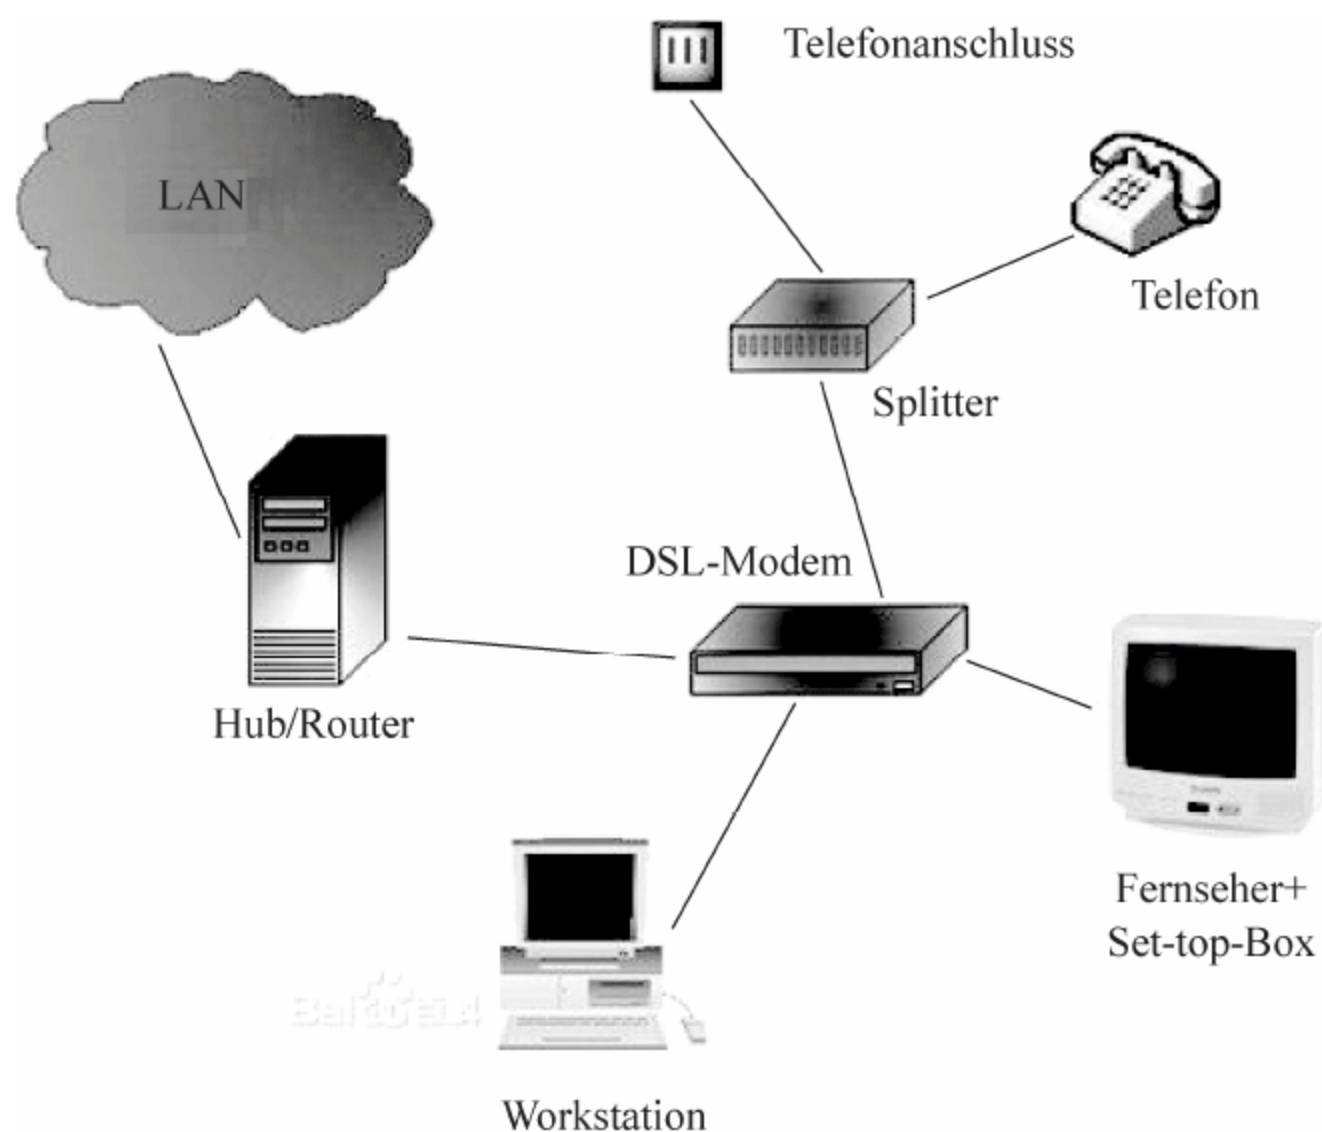 Telefonanschluss
LAN
Telefon
Splitter
DSL-Modem
Hub/Router
Fernseher+
Set-top-Box
Workstation